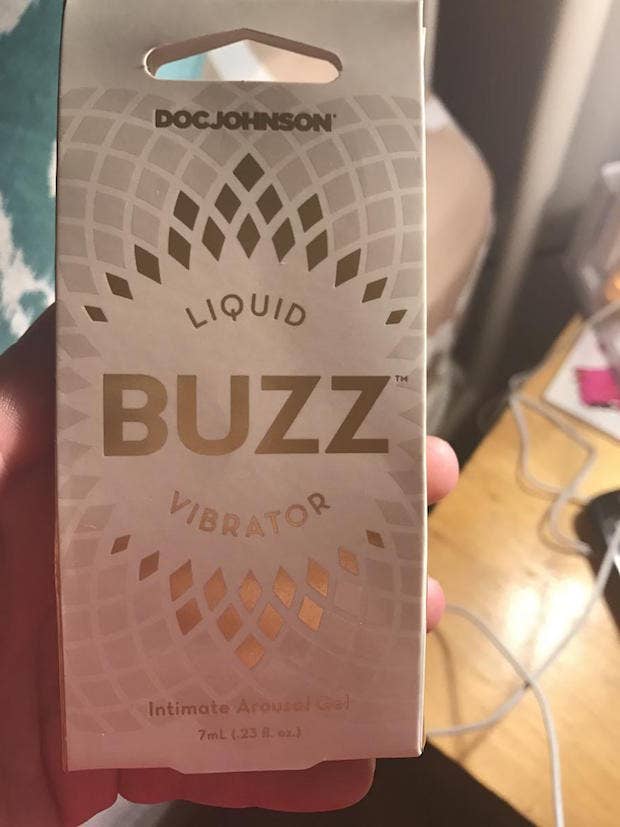 DOCJOHNSON®
LIQUID
BUZZ™
VIBRATOR
Intimate Arousal Gel
7mL (.23 fl. oz.)